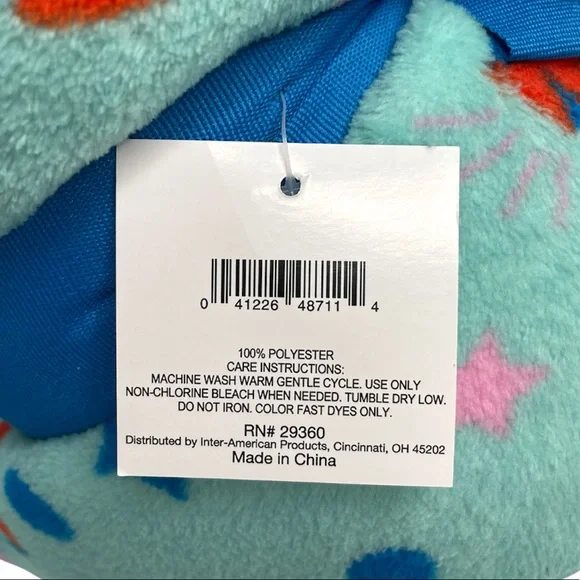 0 41226 48711 4
100% POLYESTER
CARE INSTRUCTIONS:
MACHINE WASH WARM GENTLE CYCLE. USE ONLY
NON-CHLORINE BLEACH WHEN NEEDED. TUMBLE DRY LOW.
DO NOT IRON. COLOR FAST DYES ONLY.
RN# 29360
Distributed by Inter-American Products, Cincinnati, OH 45202
Made in China